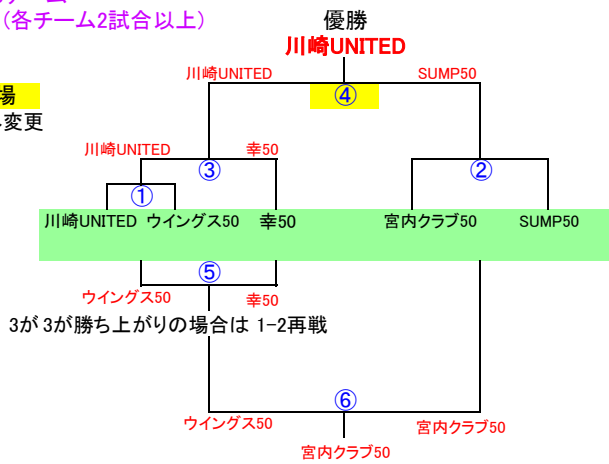 チーム
（各チーム2試合以上）
優勝
川崎UNITED
川崎UNITED SUMP50
場
④
変更
川崎UNITED 幸50
③ ②
①
川崎UNITED ウイングス50 幸50 宮内クラブ50 SUMP50
⑤
ウイングス50 幸50
3が 3が勝ち上がりの場合は 1-2再戦
⑥
ウイングス50 宮内クラブ50
宮内クラブ50